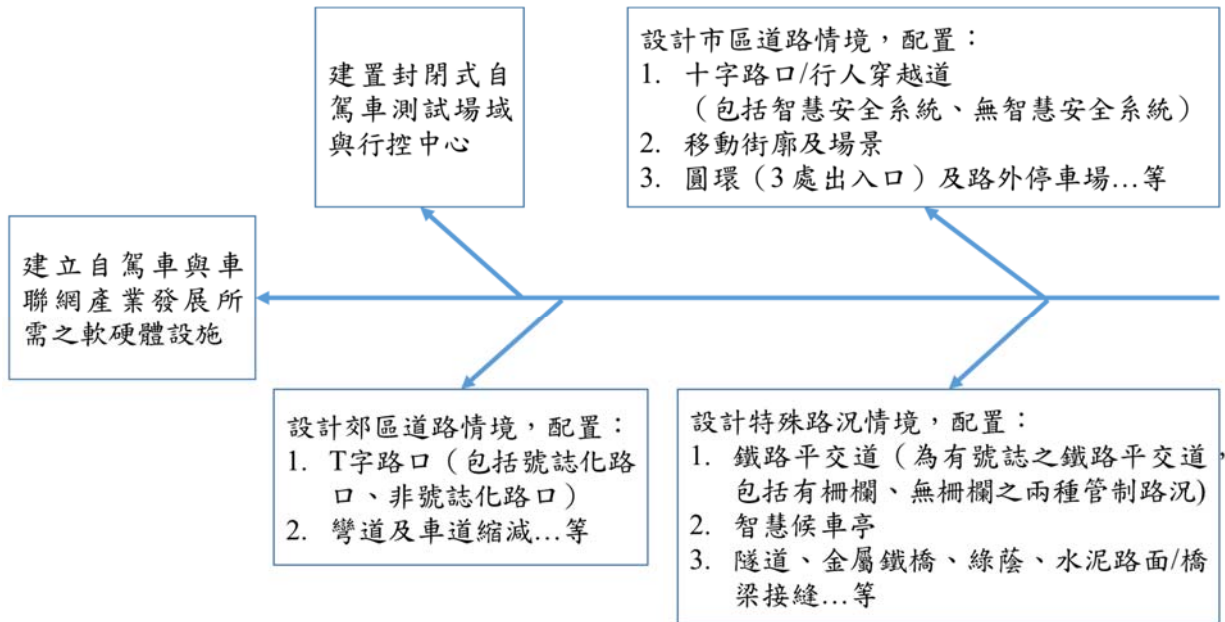 建置封閉式自
駕車測試場域
與行控中心
設計市區道路情境，配置：
1. 十字路口/行人穿越道
（包括智慧安全系統、無智慧安全系統）
2. 移動街廓及場景
3. 圓環（3處出入口）及路外停車場…等
建立自駕車與車
聯網產業發展所
需之軟硬體設施
設計郊區道路情境，配置：
1. T字路口（包括號誌化路
口、非號誌化路口）
2. 彎道及車道縮減…等
設計特殊路況情境，配置：
1. 鐵路平交道（為有號誌之鐵路平交道，
包括有柵欄、無柵欄之兩種管制路況)
2. 智慧候車亭
3. 隧道、金屬鐵橋、綠蔭、水泥路面/橋
梁接縫…等